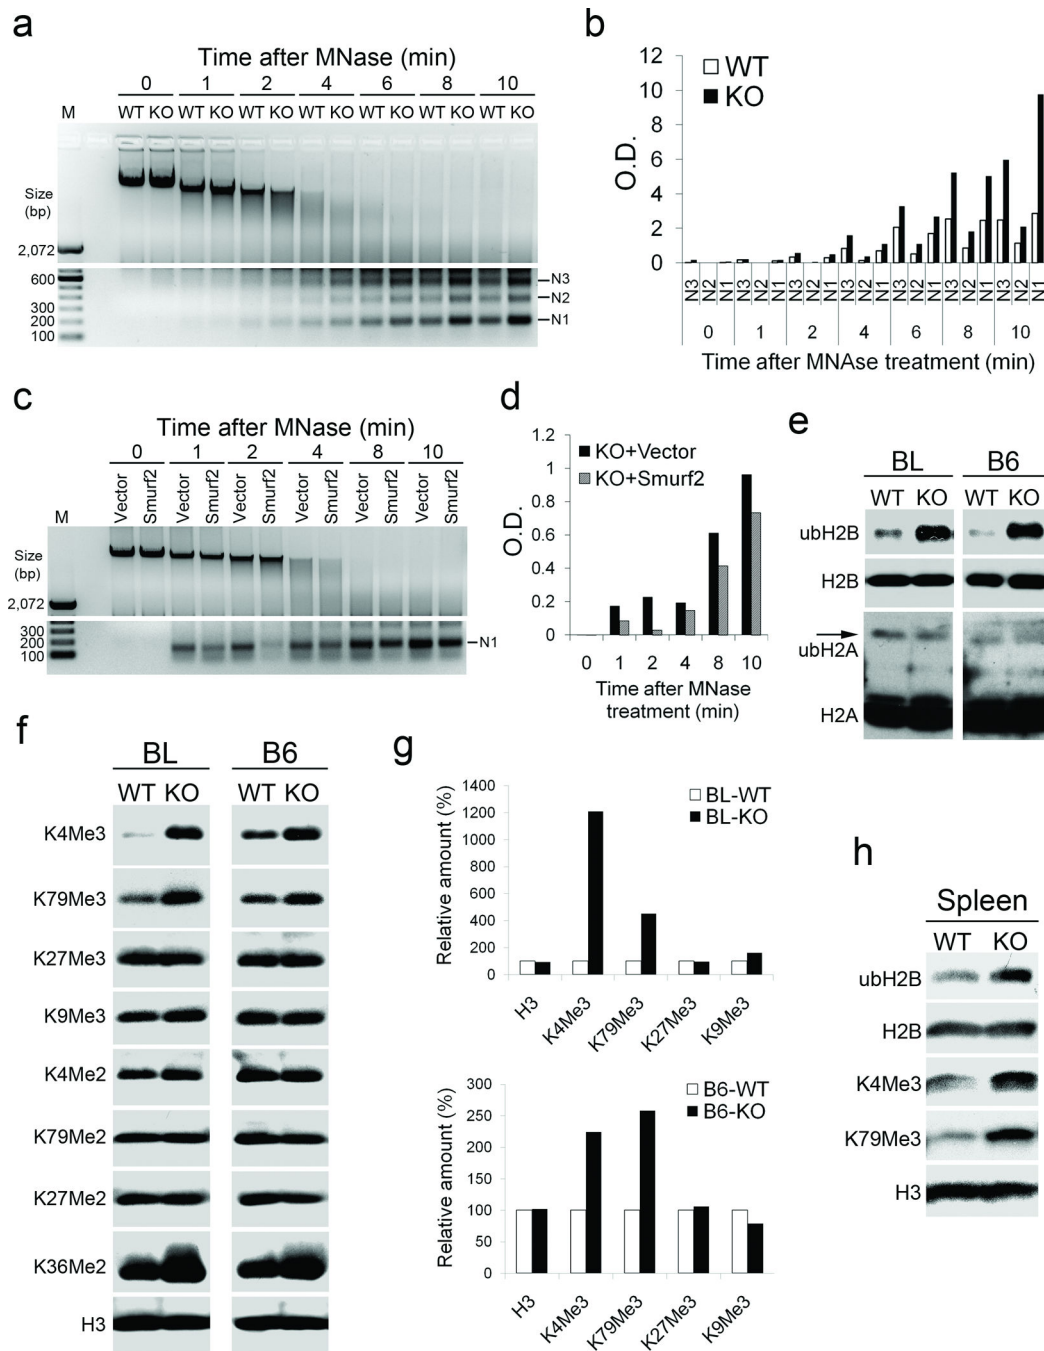 a
Time after MNase (min)
0 1 2 4 6 8 10
M WT KO WT KO WT KO WT KO WT KO WT KO WT KO
Size
(bp)
2,072
600
300
200
100
N3
N2
N1
b
WT
KO
O.D.
12
10
8
6
4
2
0
N3 N2 N1 N3 N2 N1 N3 N2 N1 N3 N2 N1 N3 N2 N1 N3 N2 N1 N3 N2 N1
0 1 2 4 6 8 10
Time after MNAse treatment (min)
c
Time after MNase (min)
0 1 2 4 8 10
M Vector Smurf2 Vector Smurf2 Vector Smurf2 Vector Smurf2 Vector Smurf2 Vector Smurf2
Size
(bp)
2,072
300
200
100
N1
d
KO+Vector
KO+Smurf2
O.D.
1.2
1
0.8
0.6
0.4
0.2
0
0 1 2 4 8 10
Time after MNase
treatment (min)
e
BL B6
WT KO WT KO
ubH2B
H2B
ubH2A
H2A
f
BL B6
WT KO WT KO
K4Me3
K79Me3
K27Me3
K9Me3
K4Me2
K79Me2
K27Me2
K36Me2
H3
g
BL-WT
BL-KO
Relative amount (%)
1400
1200
1000
800
600
400
200
0
H3 K4Me3 K79Me3 K27Me3 K9Me3
B6-WT
B6-KO
Relative amount (%)
300
250
200
150
100
50
0
H3 K4Me3 K79Me3 K27Me3 K9Me3
h
Spleen
WT KO
ubH2B
H2B
K4Me3
K79Me3
H3